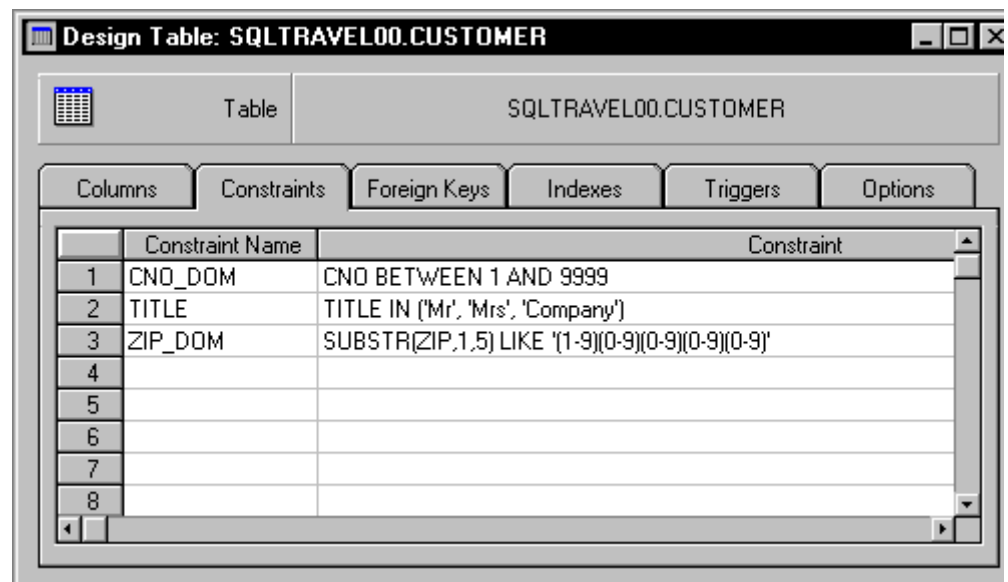 Design Table: SQLTRAVEL00.CUSTOMER
Table SQLTRAVEL00.CUSTOMER
Columns Constraints Foreign Keys Indexes Triggers Options
Constraint Name Constraint
1 CNO_DOM CNO BETWEEN 1 AND 9999
2 TITLE TITLE IN ('Mr', 'Mrs', 'Company')
3 ZIP_DOM SUBSTR(ZIP,1,5) LIKE '(1-9)(0-9)(0-9)(0-9)(0-9)'
4
5
6
7
8